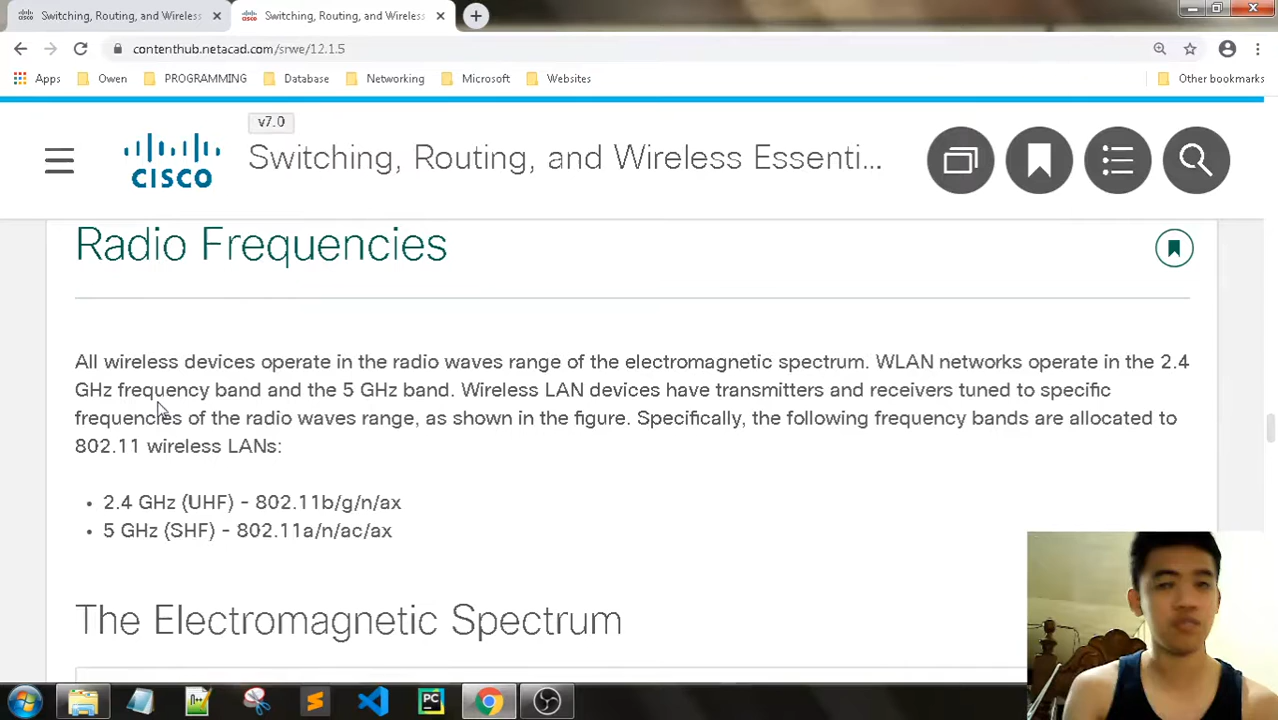 Switching, Routing, and Wireless
Switching, Routing, and Wireless
contenthub.netacad.com/srwe/12.1.5
Apps Owen PROGRAMMING Database Networking Microsoft Websites Other bookmarks
v7.0
CISCO
Switching, Routing, and Wireless Essenti...
Radio Frequencies
All wireless devices operate in the radio waves range of the electromagnetic spectrum. WLAN networks operate in the 2.4
GHz frequency band and the 5 GHz band. Wireless LAN devices have transmitters and receivers tuned to specific
frequencies of the radio waves range, as shown in the figure. Specifically, the following frequency bands are allocated to
802.11 wireless LANs:
• 2.4 GHz (UHF) - 802.11b/g/n/ax
• 5 GHz (SHF) - 802.11a/n/ac/ax
The Electromagnetic Spectrum
PC